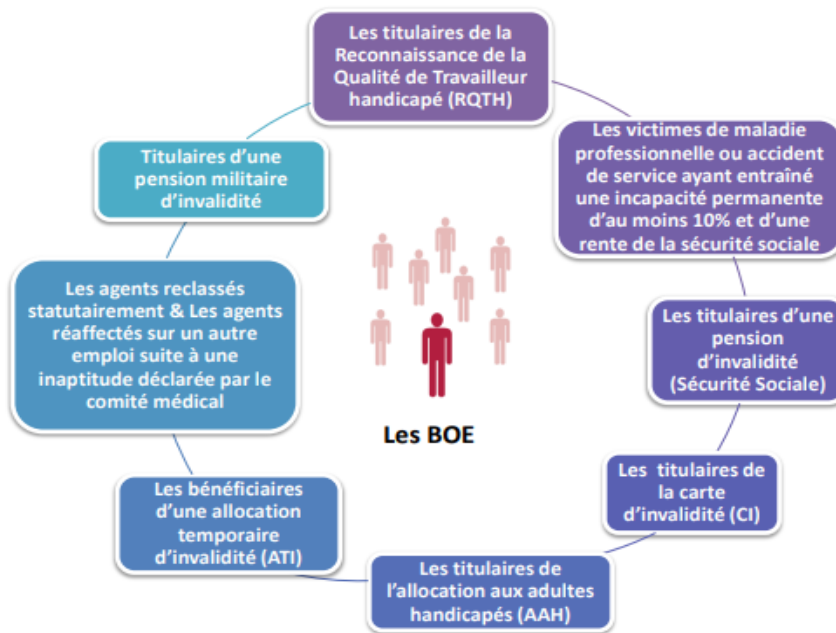 Les titulaires de la
Reconnaissance de la
Qualité de Travailleur
handicapé (RQTH)
Les victimes de maladie
professionnelle ou accident
de service ayant entraîné
une incapacité permanente
d'au moins 10% et d'une
rente de la sécurité sociale
Les titulaires d'une
pension
d'invalidité
(Sécurité Sociale)
Les titulaires de
la carte
d'invalidité (CI)
Les titulaires de
l'allocation aux adultes
handicapés (AAH)
Les bénéficiaires
d'une allocation
temporaire
d'invalidité (ATI)
Les agents reclassés
statutairement & Les agents
réaffectés sur un autre
emploi suite à une
inaptitude déclarée par le
comité médical
Titulaires d'une
pension militaire
d'invalidité
Les BOE